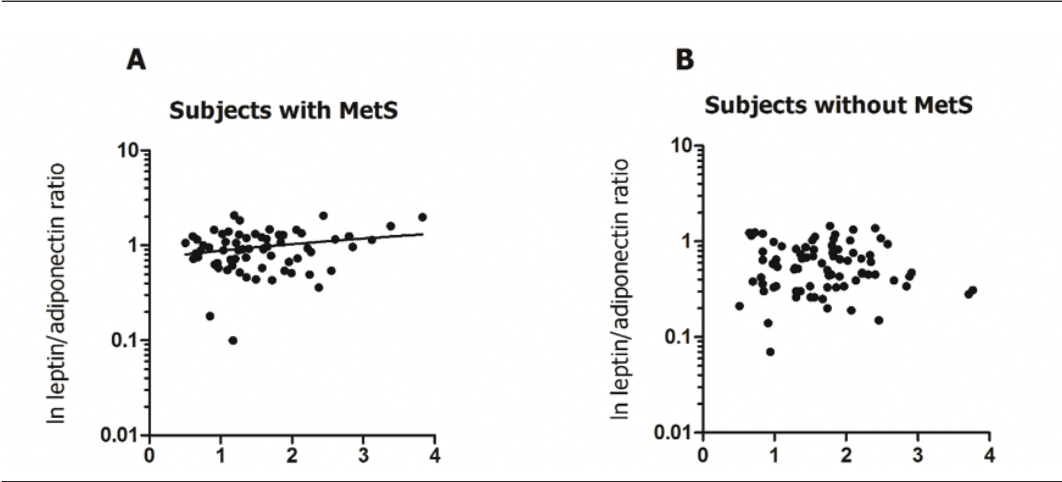 A
Subjects with MetS
ln leptin/adiponectin ratio
10
1
0.1
0.01
0 1 2 3 4
B
Subjects without MetS
ln leptin/adiponectin ratio
10
1
0.1
0.01
0 1 2 3 4